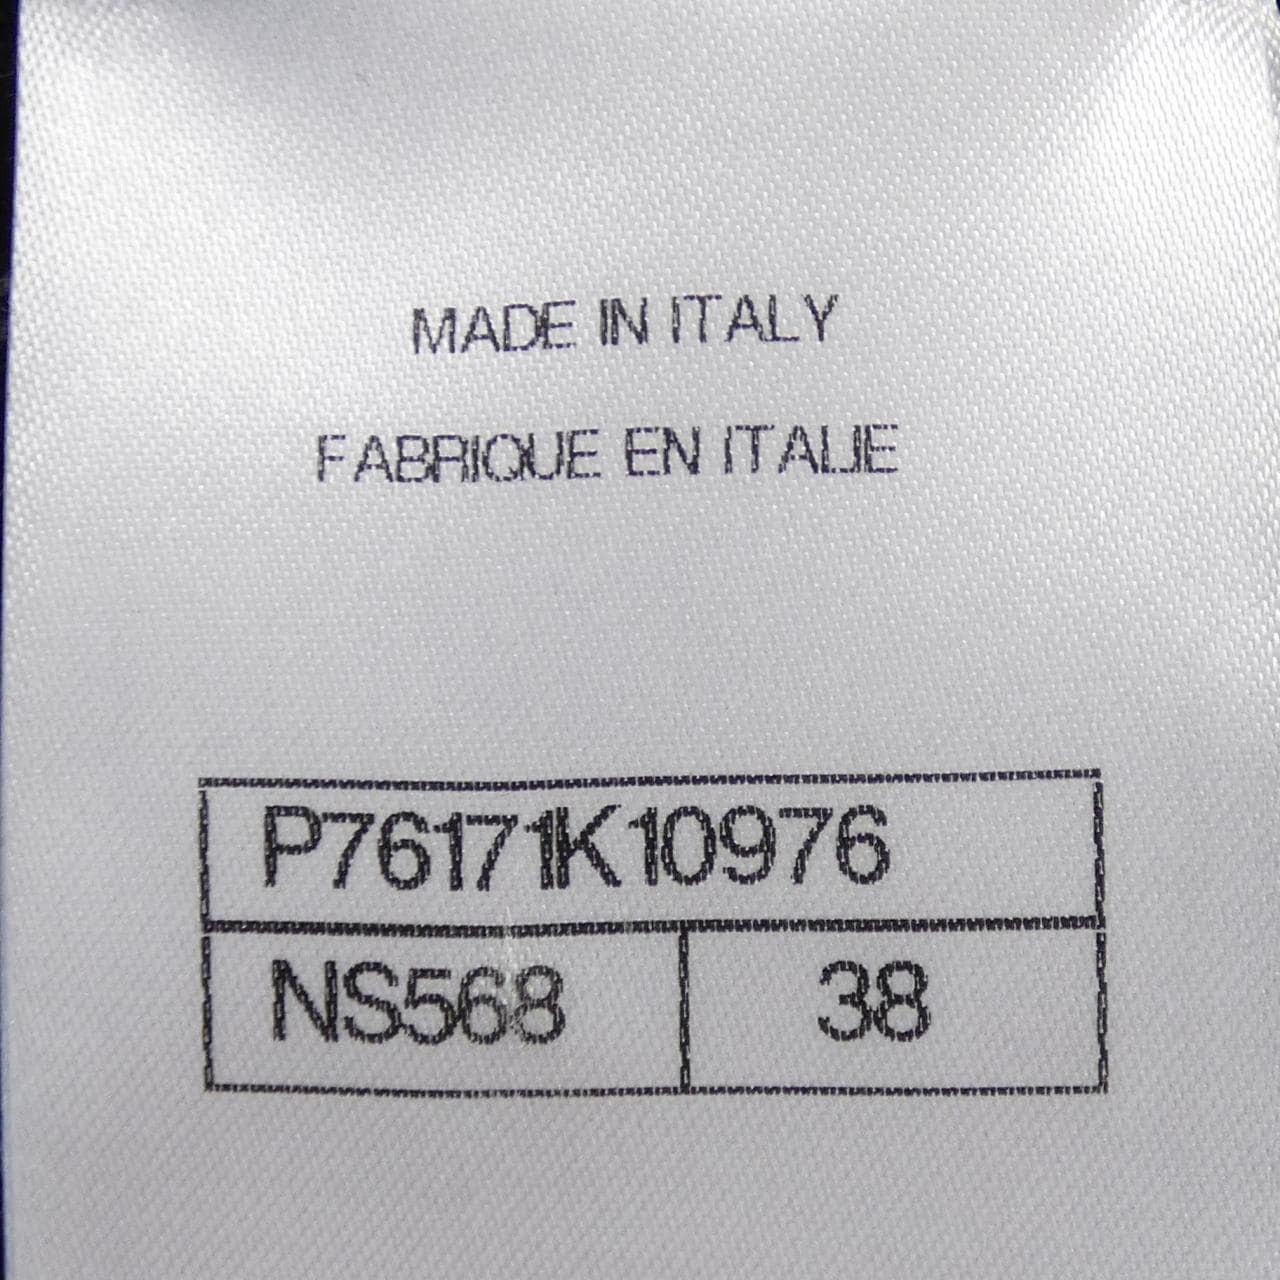 MADE IN ITALY
FABRIQUE EN ITALIE
P76171K10976
NS568 38